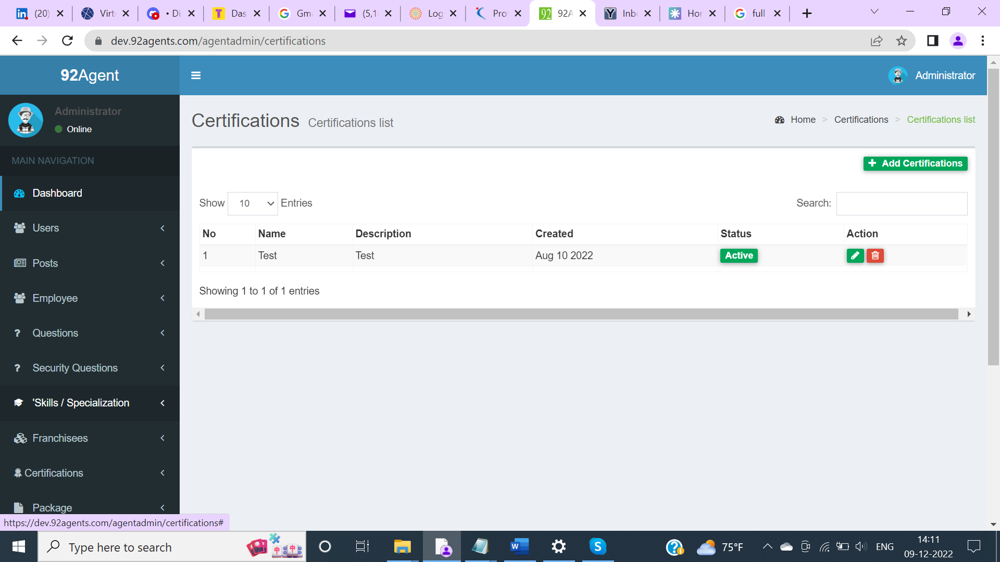 (20) Virtu • Di Das Gma (5,1 Log Pro 92A Inbo Hor full
dev.92agents.com/agentadmin/certifications
92Agent
Administrator
Administrator
Online
Certifications Certifications list
Home > Certifications > Certifications list
MAIN NAVIGATION
+ Add Certifications
Dashboard
Show 10 Entries
Search:
Users
No Name Description Created Status Action
1 Test Test Aug 10 2022 Active
Posts
Showing 1 to 1 of 1 entries
Employee
Questions
Security Questions
'Skills / Specialization
Franchisees
Certifications
Package
https://dev.92agents.com/agentadmin/certifications#
Type here to search
75°F
ENG
14:11
09-12-2022